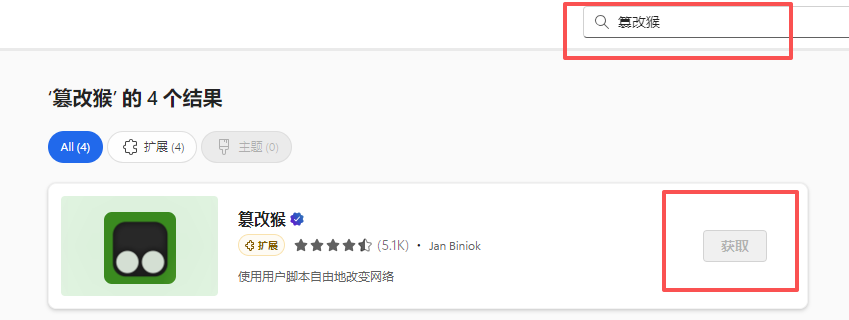 篡改猴
‘篡改猴’ 的 4 个结果
All (4) 扩展 (4) 主题 (0)
篡改猴
扩展 (5.1K) • Jan Biniok
获取
使用用户脚本自由地改变网络